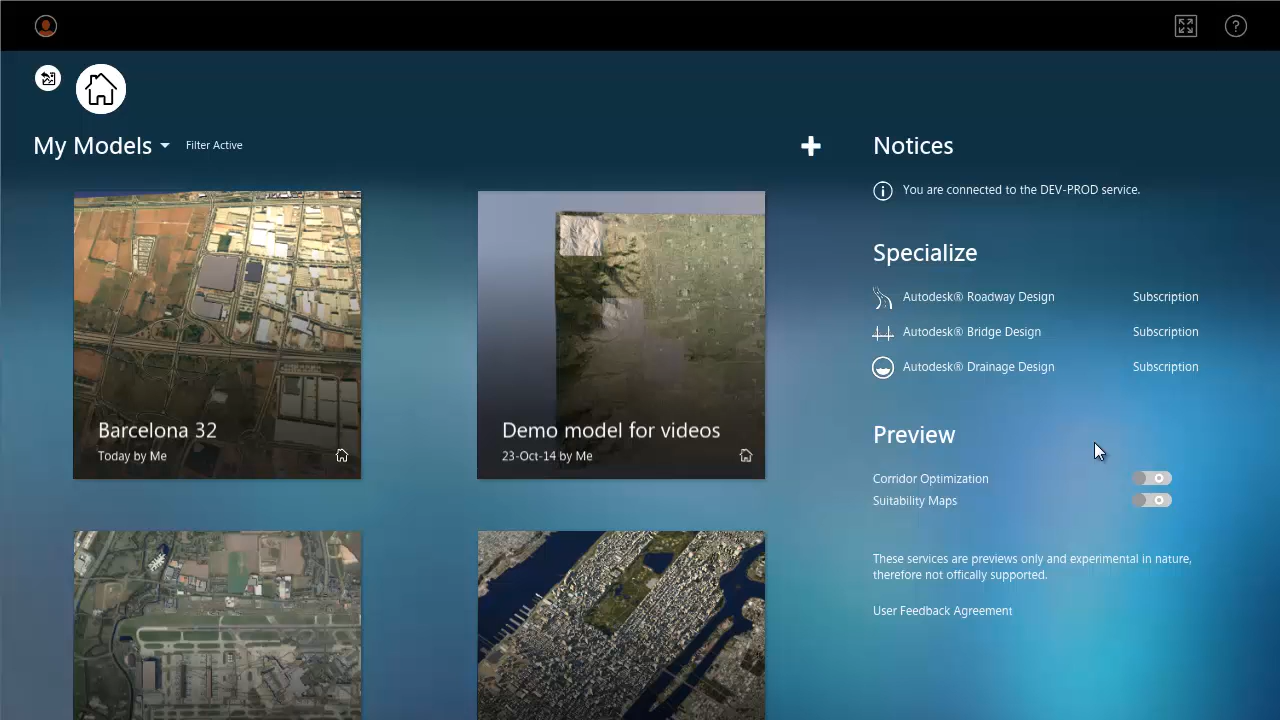 My Models
Filter Active
Barcelona 32
Today by Me
Demo model for videos
23-Oct-14 by Me
Notices
You are connected to the DEV-PROD service.
Specialize
Autodesk® Roadway Design Subscription
Autodesk® Bridge Design Subscription
Autodesk® Drainage Design Subscription
Preview
Corridor Optimization
Suitability Maps
These services are previews only and experimental in nature,
therefore not offically supported.
User Feedback Agreement